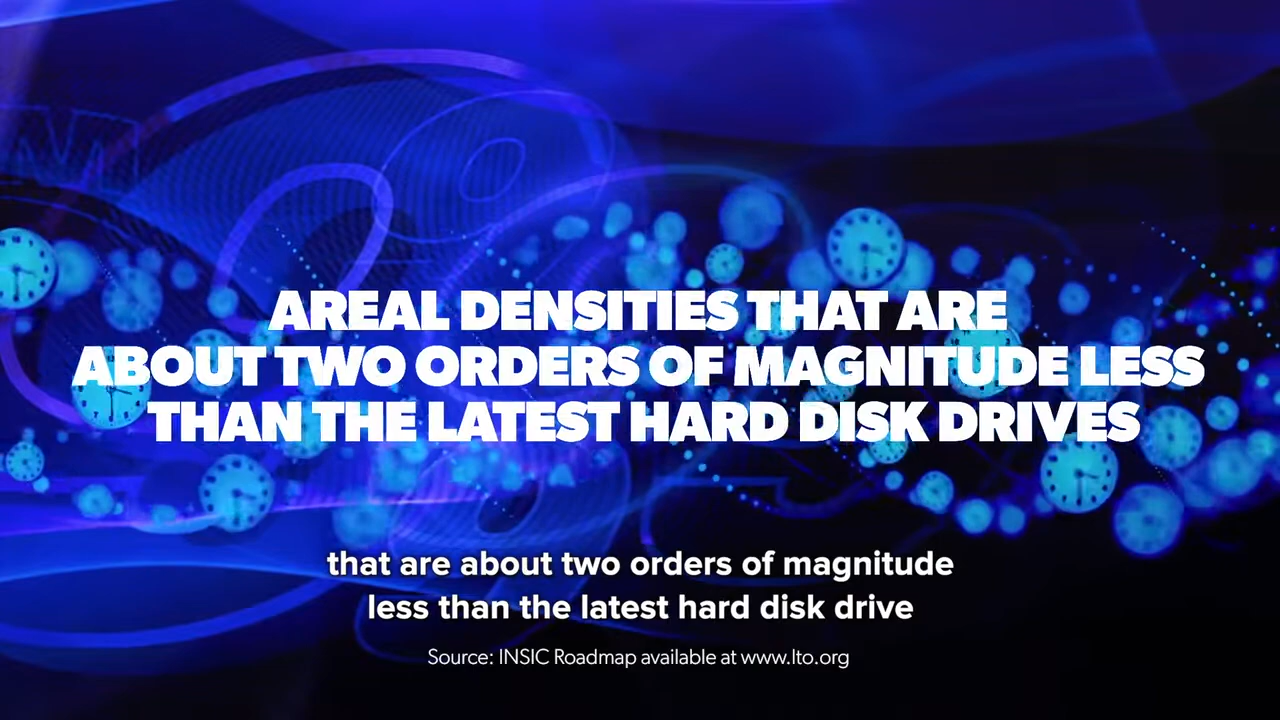 AREAL DENSITIES THAT ARE
ABOUT TWO ORDERS OF MAGNITUDE LESS
THAN THE LATEST HARD DISK DRIVES
that are about two orders of magnitude
less than the latest hard disk drive
Source: INSIC Roadmap available at www.lto.org